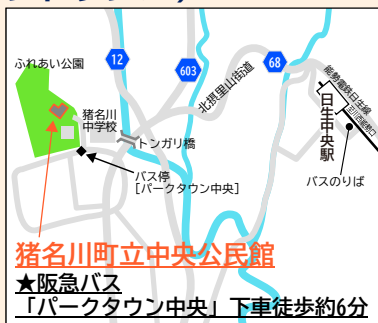 ふれあい公園
12
603
68
北摂里山街道
能勢電鉄日生線
日生中央駅
猪名川
中学校
トンガリ橋
バス停
[パークタウン中央]
バスのりば
猪名川町立中央公民館
★阪急バス
「パークタウン中央」下車徒歩約6分